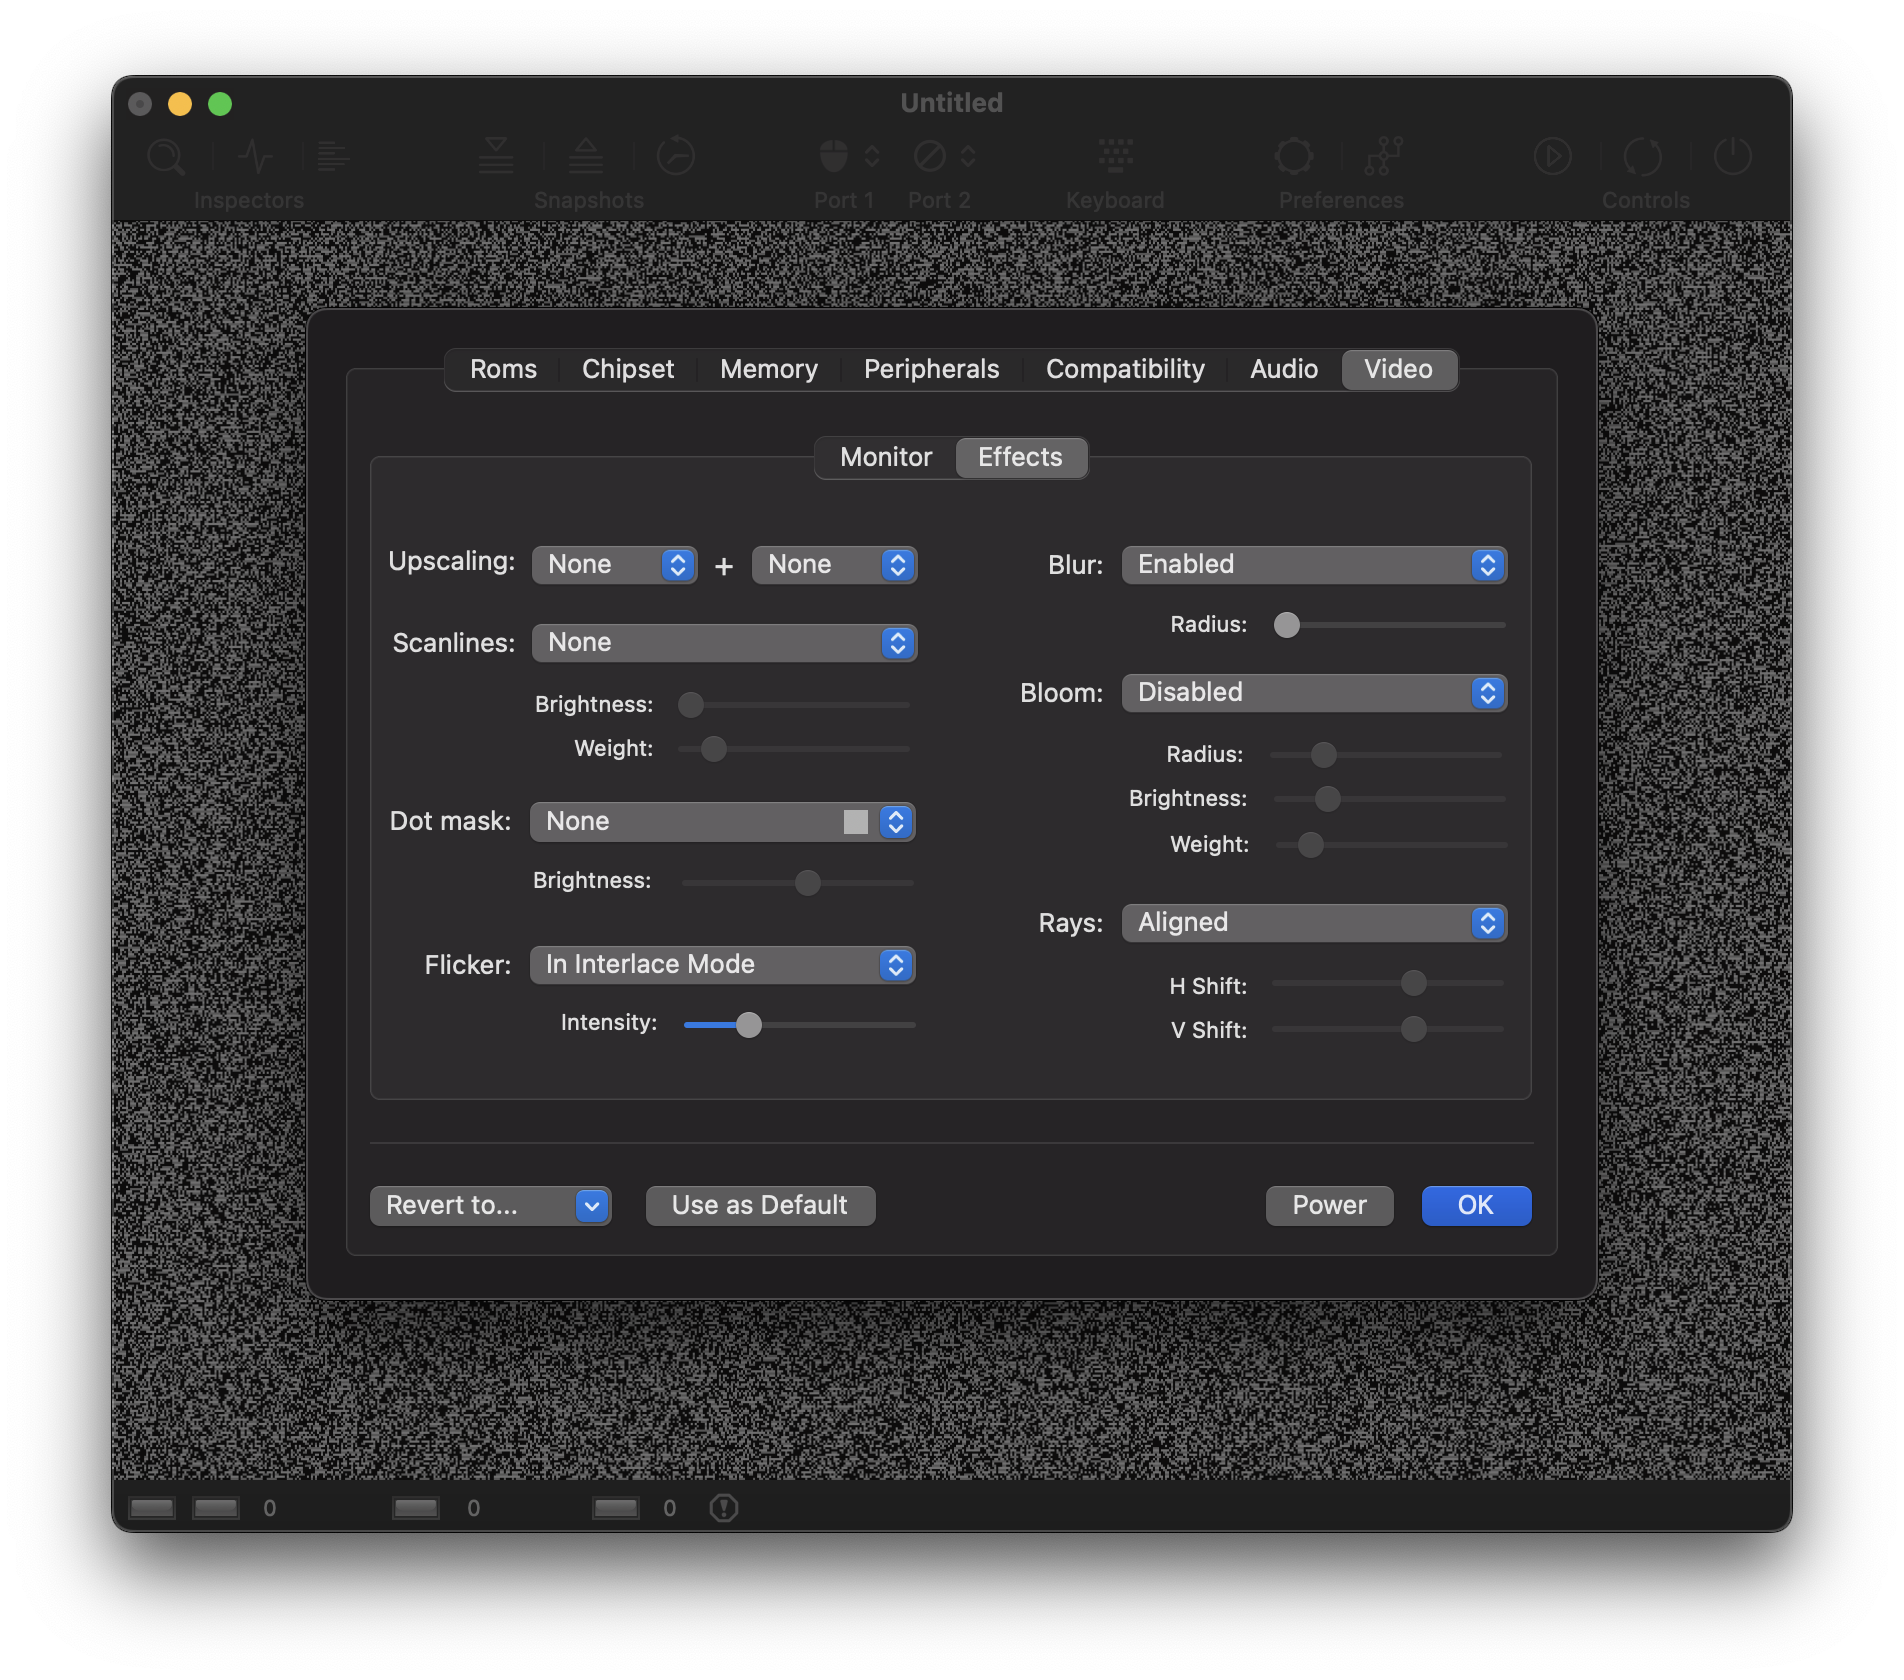 Untitled
Inspectors Snapshots Port 1 Port 2 Keyboard Preferences Controls
Roms Chipset Memory Peripherals Compatibility Audio Video
Monitor Effects
Upscaling: None + None
Scanlines: None
Brightness:
Weight:
Dot mask: None
Brightness:
Flicker: In Interlace Mode
Intensity:
Blur: Enabled
Radius:
Bloom: Disabled
Radius:
Brightness:
Weight:
Rays: Aligned
H Shift:
V Shift:
Revert to... Use as Default Power OK
0 0 0